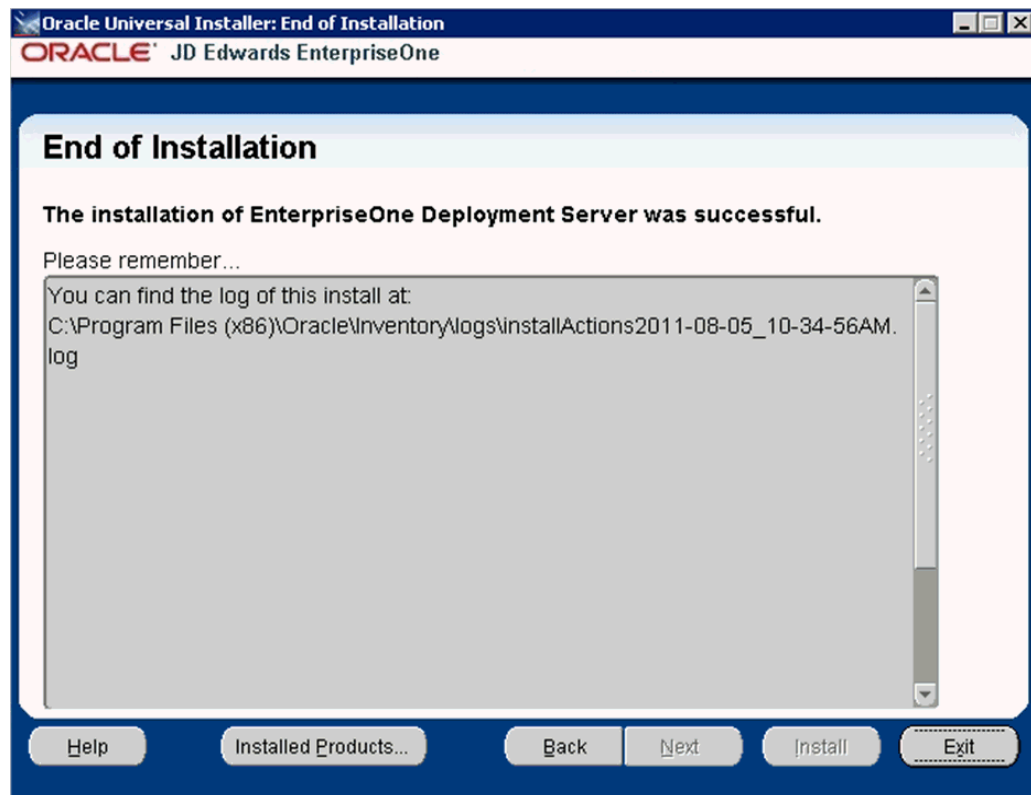 Oracle Universal Installer: End of Installation
ORACLE JD Edwards EnterpriseOne
End of Installation
The installation of EnterpriseOne Deployment Server was successful.
Please remember...
You can find the log of this install at:
C:\Program Files (x86)\Oracle\Inventory\logs\installActions2011-08-05_10-34-56AM.
log
Help Installed Products... Back Next Install Exit